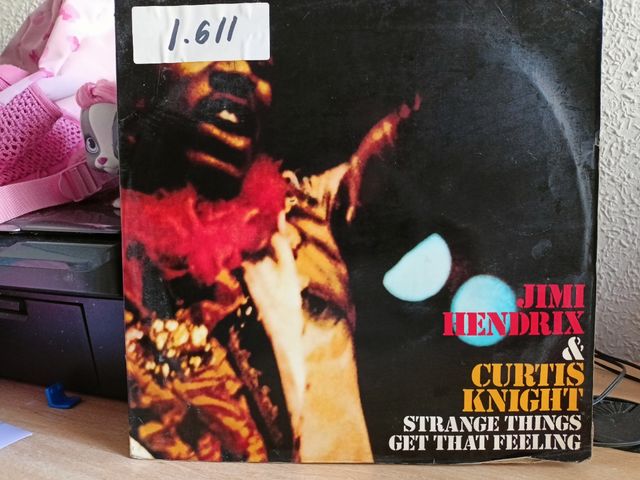 1.611
JIMI
HENDRIX
&
CURTIS
KNIGHT
STRANGE THINGS
GET THAT FEELING